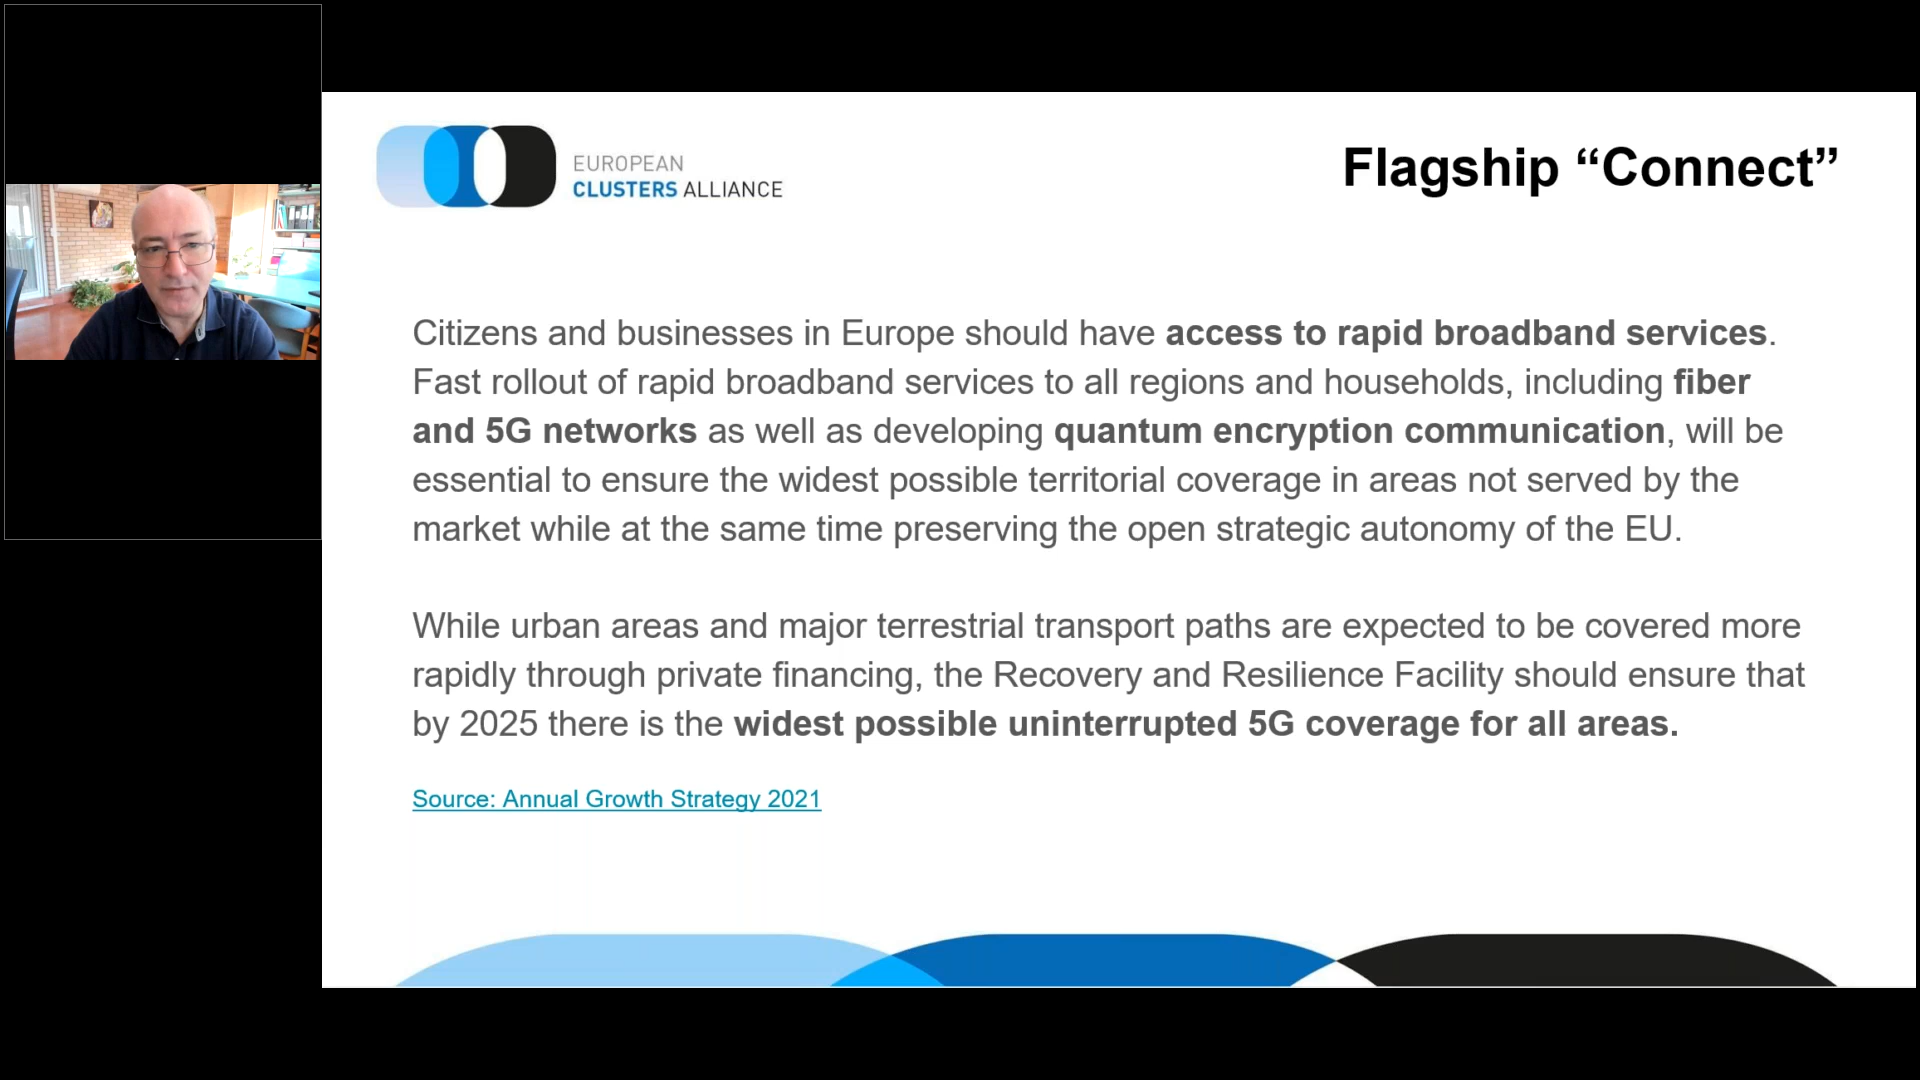 EUROPEAN
CLUSTERS ALLIANCE
Flagship “Connect”
Citizens and businesses in Europe should have access to rapid broadband services.
Fast rollout of rapid broadband services to all regions and households, including fiber
and 5G networks as well as developing quantum encryption communication, will be
essential to ensure the widest possible territorial coverage in areas not served by the
market while at the same time preserving the open strategic autonomy of the EU.
While urban areas and major terrestrial transport paths are expected to be covered more
rapidly through private financing, the Recovery and Resilience Facility should ensure that
by 2025 there is the widest possible uninterrupted 5G coverage for all areas.
Source: Annual Growth Strategy 2021